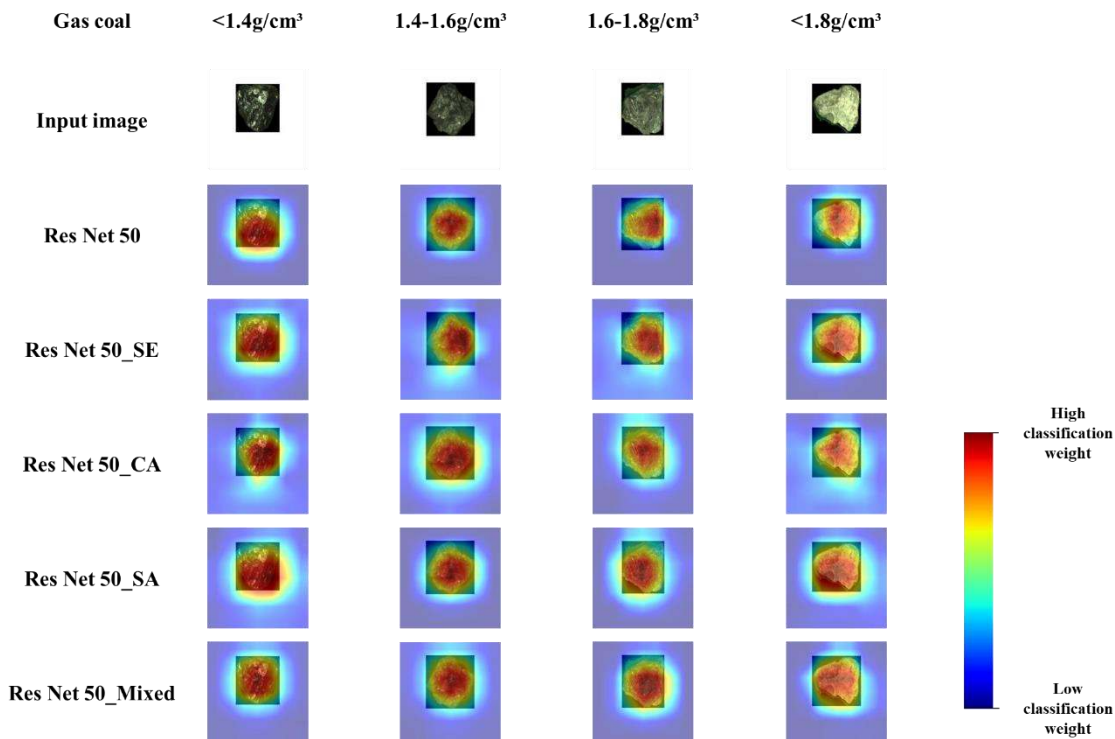 Gas coal <1.4g/cm³ 1.4-1.6g/cm³ 1.6-1.8g/cm³ <1.8g/cm³
Input image
Res Net 50
Res Net 50_SE
Res Net 50_CA
Res Net 50_SA
Res Net 50_Mixed
High
classification
weight
Low
classification
weight